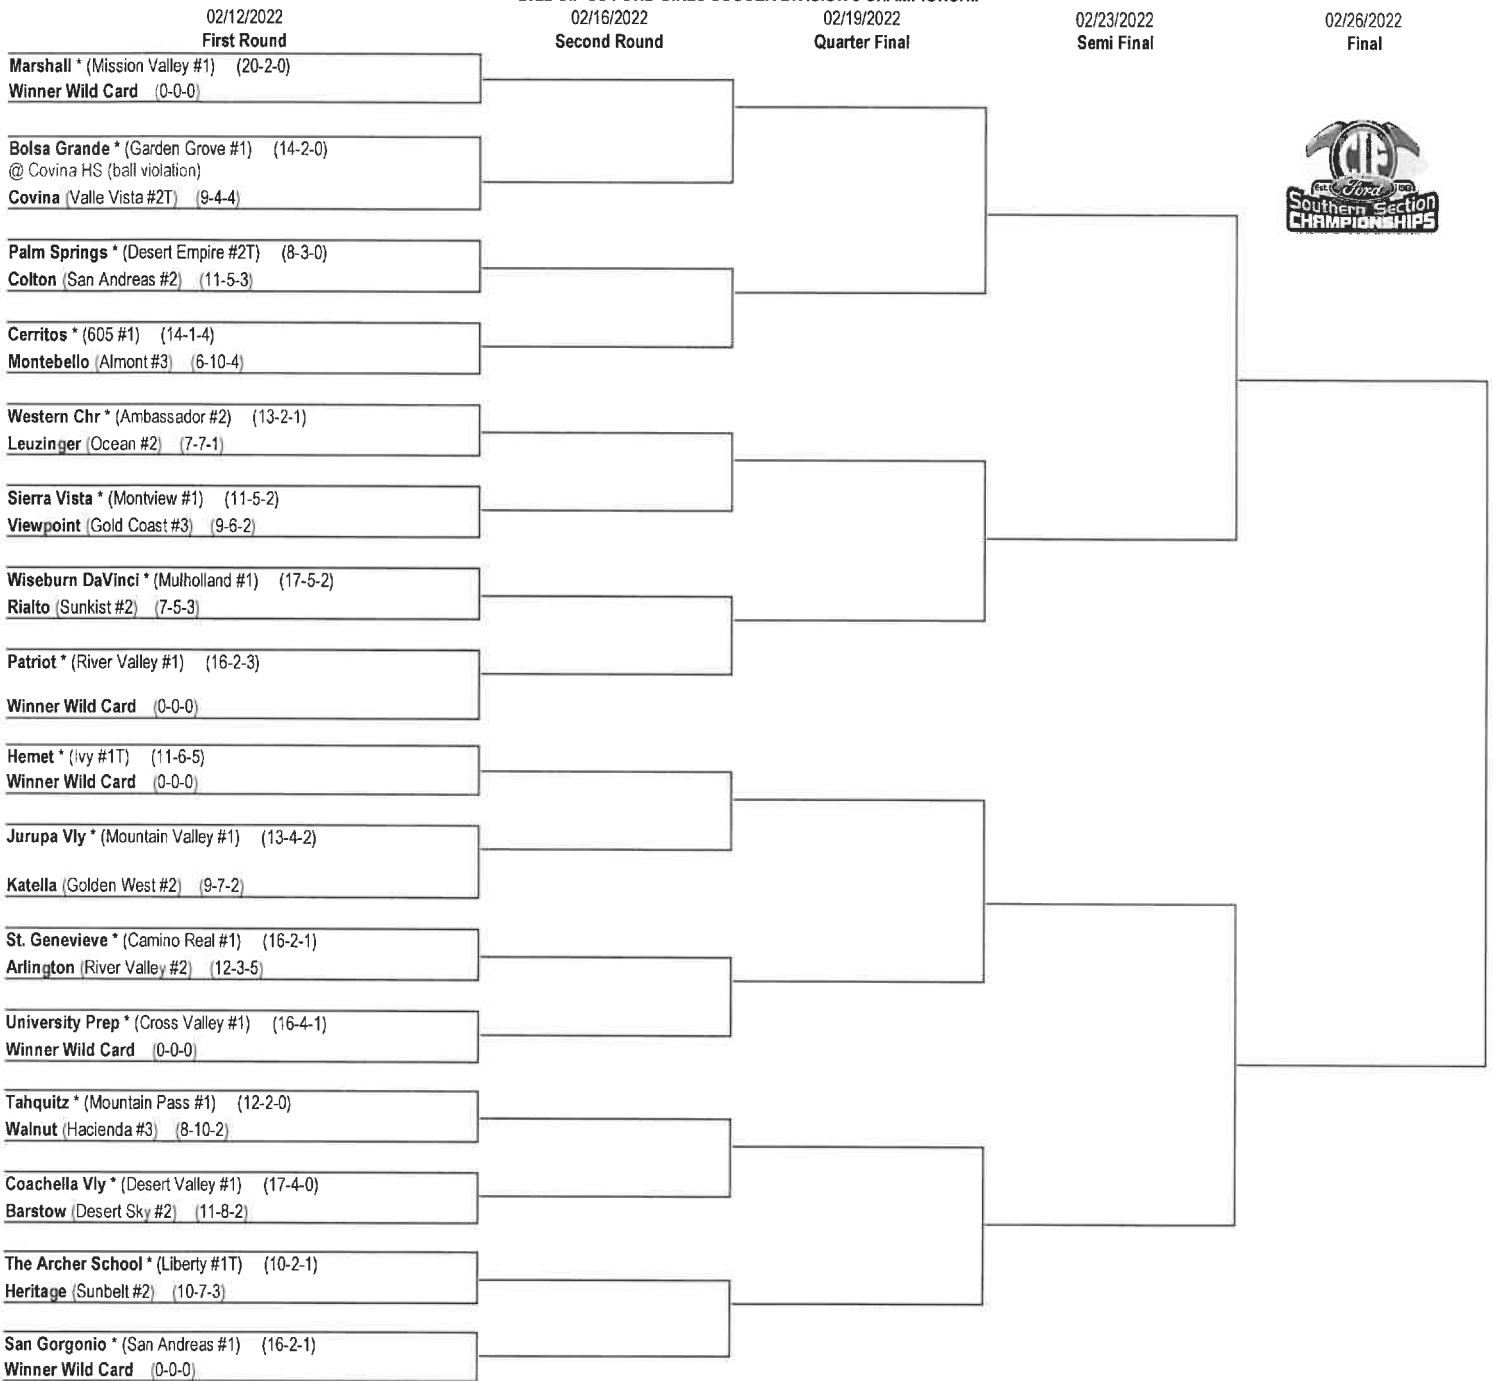 02/12/2022
First Round
02/16/2022
Second Round
02/19/2022
Quarter Final
02/23/2022
Semi Final
02/26/2022
Final
Marshall * (Mission Valley #1) (20-2-0)
Winner Wild Card (0-0-0)
Bolsa Grande * (Garden Grove #1) (14-2-0)
@ Covina HS (ball violation)
Covina (Valle Vista #2T) (9-4-4)
Palm Springs * (Desert Empire #2T) (8-3-0)
Colton (San Andreas #2) (11-5-3)
Cerritos * (605 #1) (14-1-4)
Montebello (Almont #3) (6-10-4)
Western Chr * (Ambassador #2) (13-2-1)
Leuzinger (Ocean #2) (7-7-1)
Sierra Vista * (Montview #1) (11-5-2)
Viewpoint (Gold Coast #3) (9-6-2)
Wiseburn DaVinci * (Mulholland #1) (17-5-2)
Rialto (Sunkist #2) (7-5-3)
Patriot * (River Valley #1) (16-2-3)
Winner Wild Card (0-0-0)
Hemet * (Ivy #1T) (11-6-5)
Winner Wild Card (0-0-0)
Jurupa Vly * (Mountain Valley #1) (13-4-2)
Katella (Golden West #2) (9-7-2)
St. Genevieve * (Camino Real #1) (16-2-1)
Arlington (River Valley #2) (12-3-5)
University Prep * (Cross Valley #1) (16-4-1)
Winner Wild Card (0-0-0)
Tahquitz * (Mountain Pass #1) (12-2-0)
Walnut (Hacienda #3) (8-10-2)
Coachella Vly * (Desert Valley #1) (17-4-0)
Barstow (Desert Sky #2) (11-8-2)
The Archer School * (Liberty #1T) (10-2-1)
Heritage (Sunbelt #2) (10-7-3)
San Gorgonio * (San Andreas #1) (16-2-1)
Winner Wild Card (0-0-0)
CIF
Est.
Ford
Southern Section
CHAMPIONSHIPS